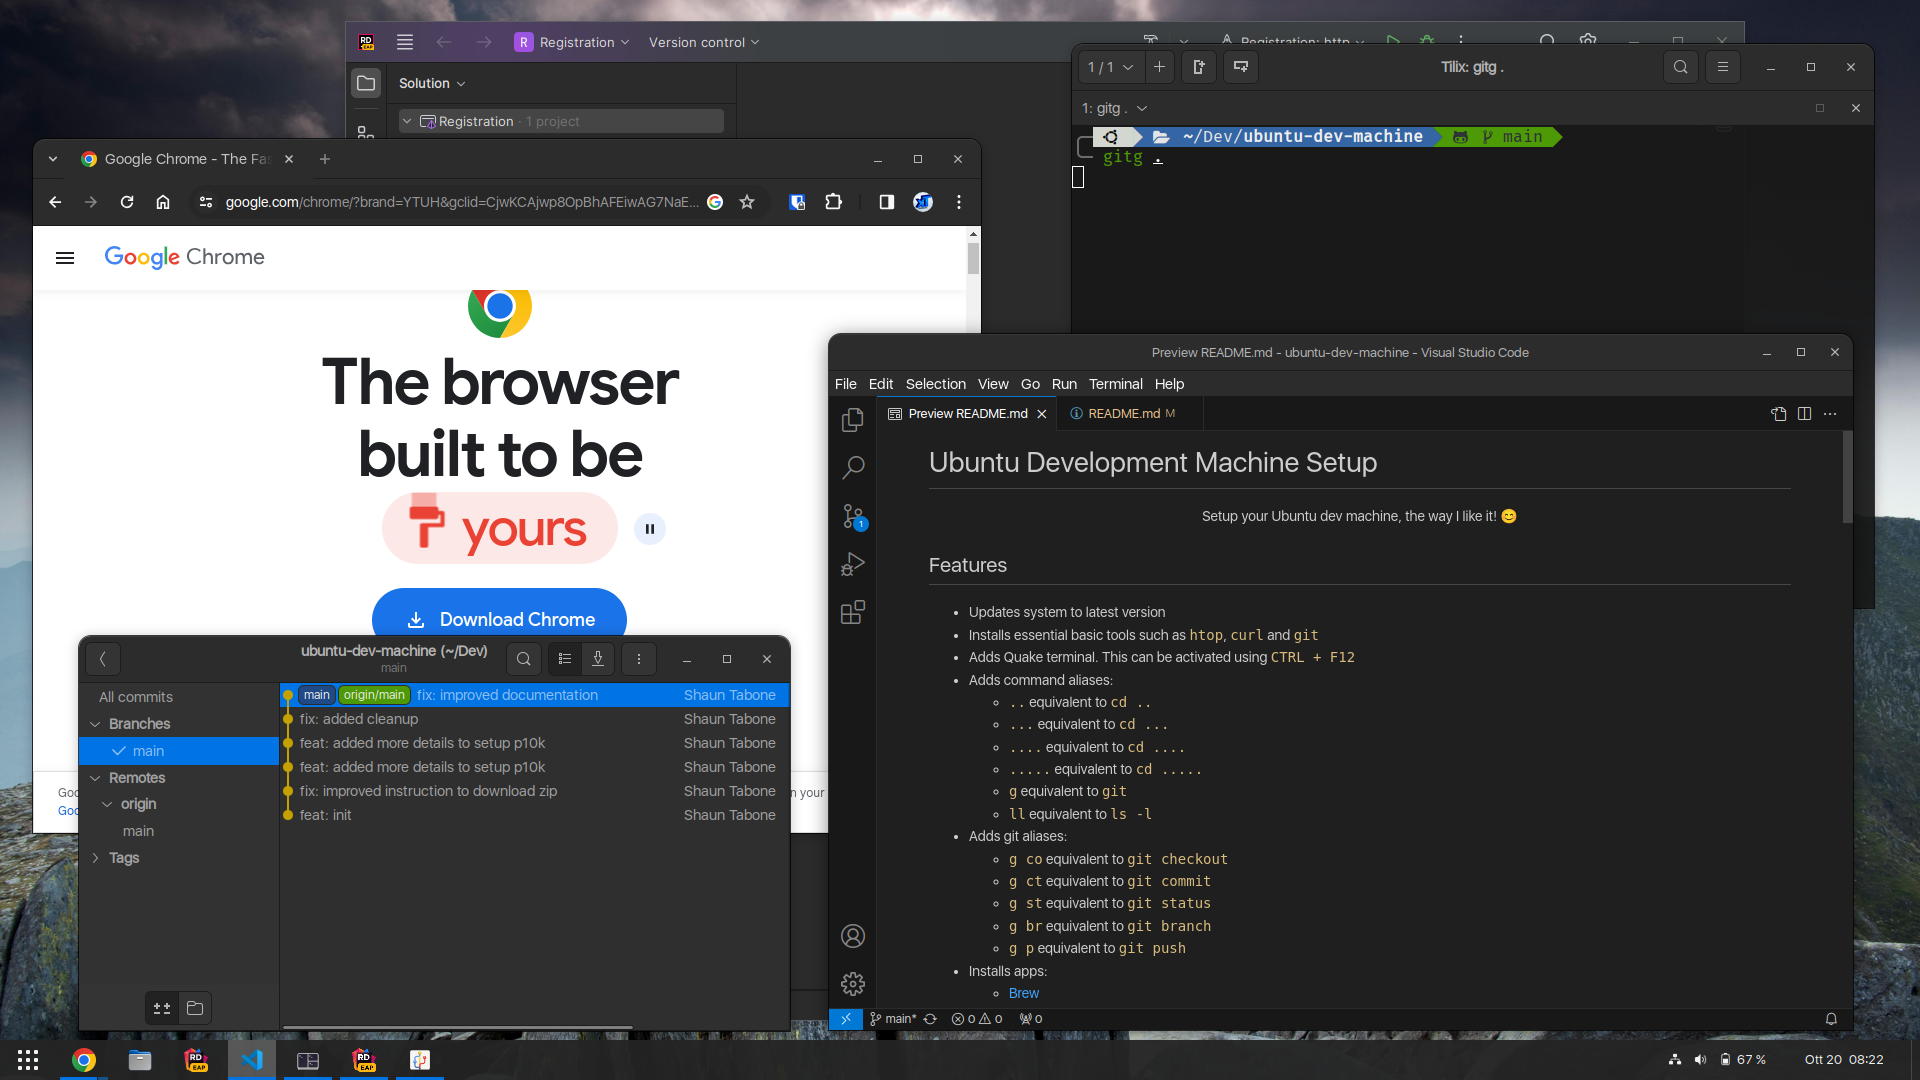 R Registration
Version control
Registration: http
Solution
Registration · 1 project
1 / 1
Tilix: gitg .
1: gitg .
~/Dev/ubuntu-dev-machine main
gitg .
Google Chrome - The Fas
google.com/chrome/?brand=YTUH&gclid=CjwKCAjwp8OpBhAFEiwAG7NaE...
Google Chrome
The browser
built to be
yours
Download Chrome
Goo
Goo
n your
Preview README.md - ubuntu-dev-machine - Visual Studio Code
File Edit Selection View Go Run Terminal Help
Preview README.md
README.md M
1
Ubuntu Development Machine Setup
Setup your Ubuntu dev machine, the way I like it! 😊
Features
• Updates system to latest version
• Installs essential basic tools such as htop, curl and git
• Adds Quake terminal. This can be activated using CTRL + F12
• Adds command aliases:
◦ .. equivalent to cd ..
◦ ... equivalent to cd ...
◦ .... equivalent to cd ....
◦ ..... equivalent to cd .....
◦ g equivalent to git
◦ ll equivalent to ls -l
• Adds git aliases:
◦ g co equivalent to git checkout
◦ g ct equivalent to git commit
◦ g st equivalent to git status
◦ g br equivalent to git branch
◦ g p equivalent to git push
• Installs apps:
◦ Brew
main* 0 0 0
ubuntu-dev-machine (~/Dev)
main
All commits
Branches
main
Remotes
origin
main
Tags
main origin/main fix: improved documentation Shaun Tabone
fix: added cleanup Shaun Tabone
feat: added more details to setup p10k Shaun Tabone
feat: added more details to setup p10k Shaun Tabone
fix: improved instruction to download zip Shaun Tabone
feat: init Shaun Tabone
RD EAP
RD EAP
67 %
Ott 20 08:22